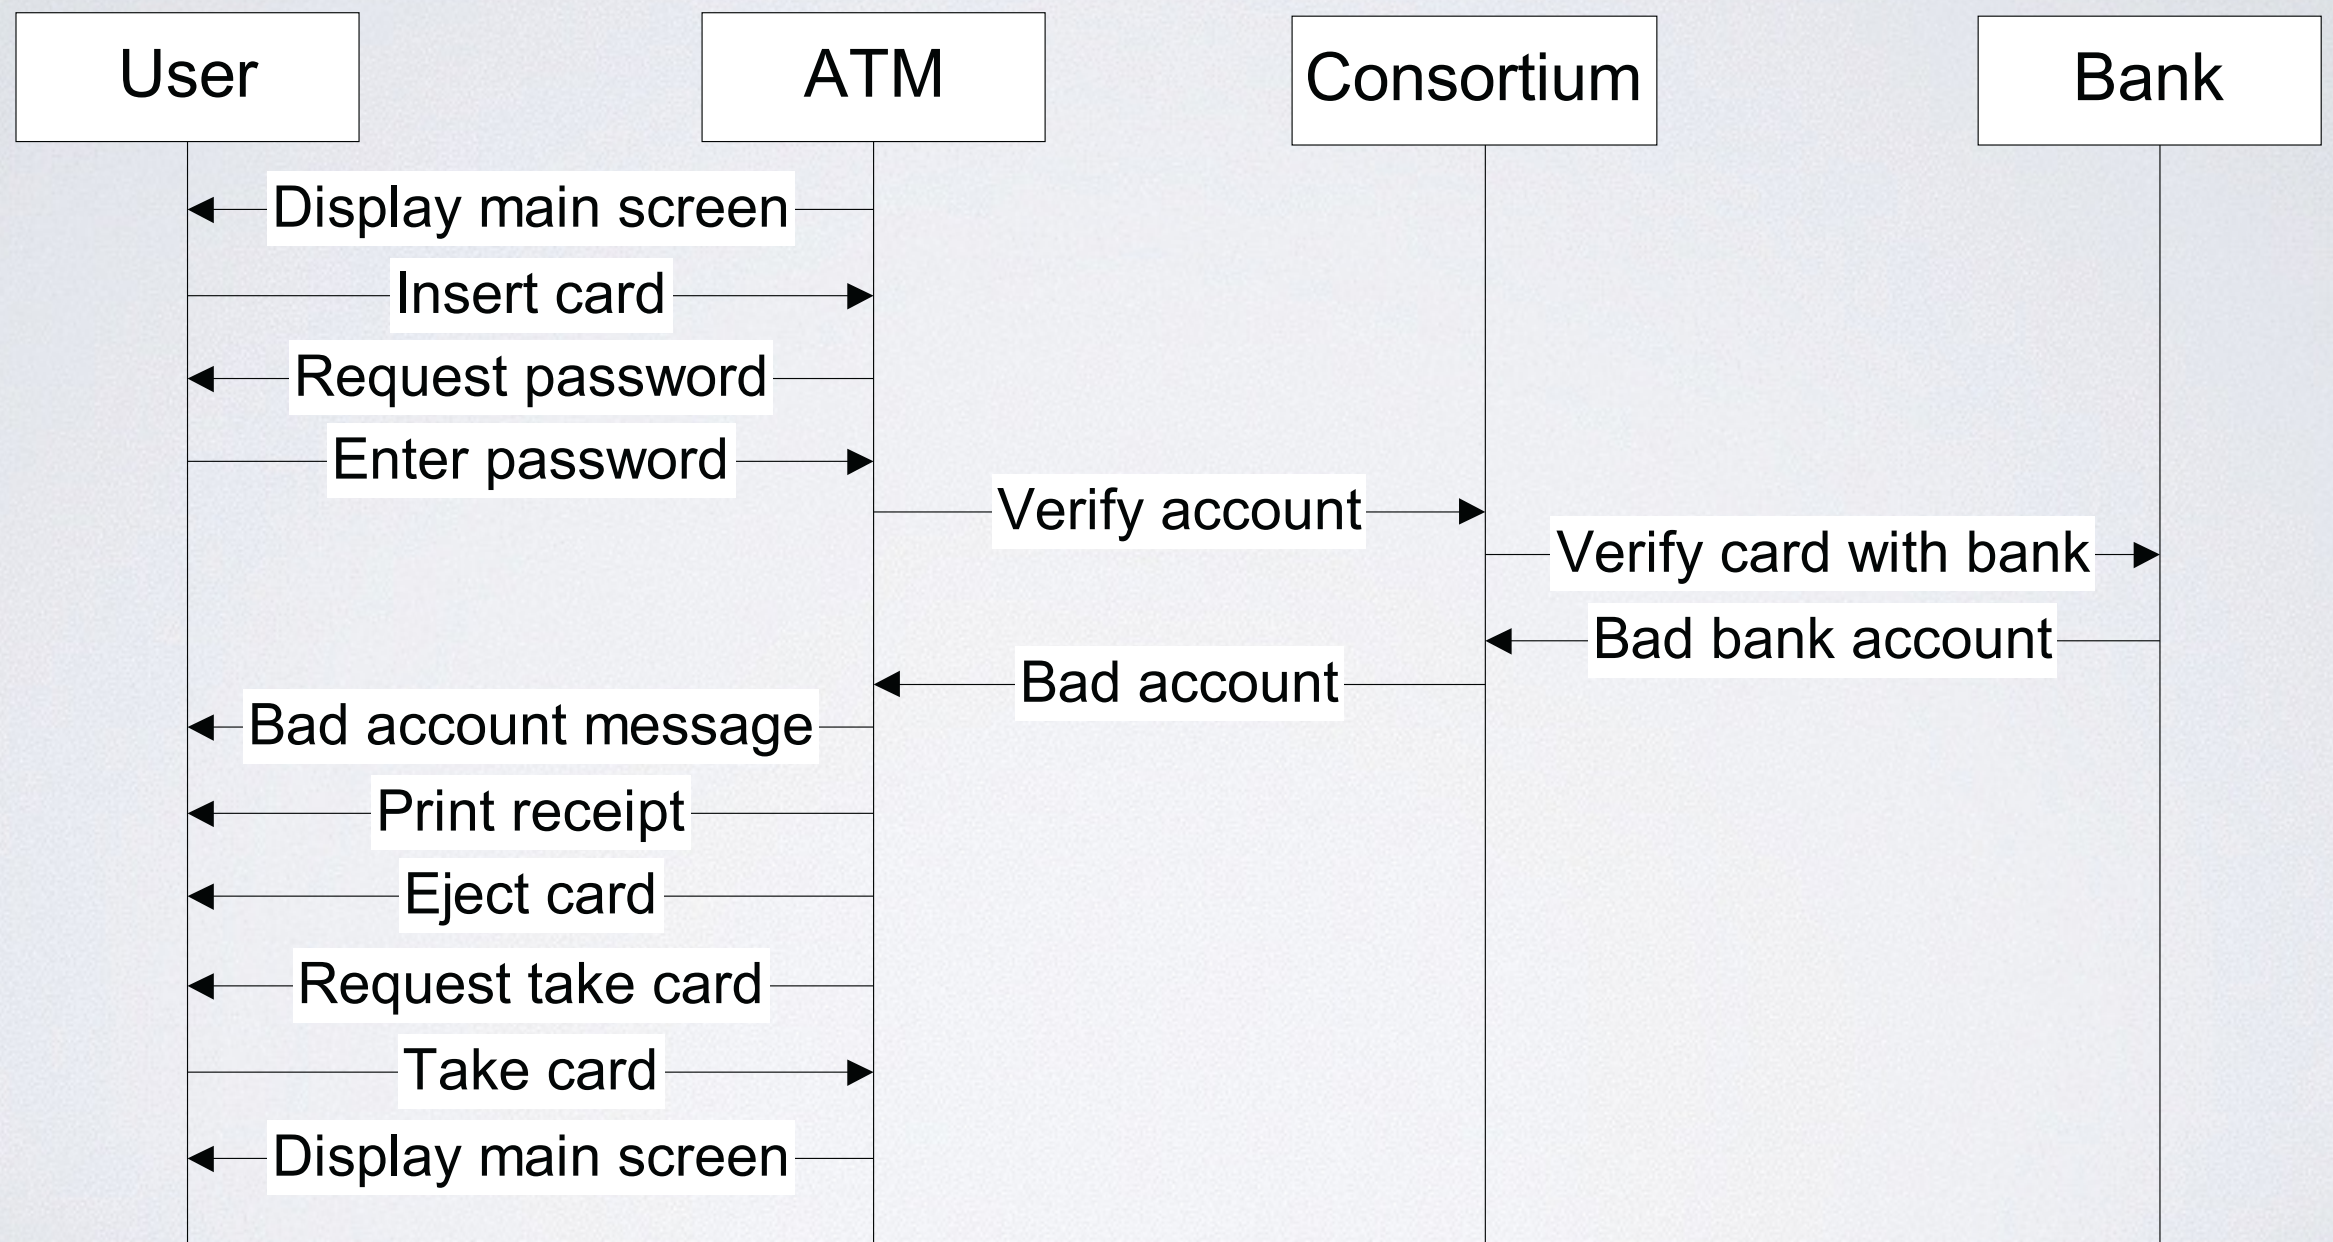 User
ATM
Consortium
Bank
Display main screen
Insert card
Request password
Enter password
Verify account
Verify card with bank
Bad bank account
Bad account
Bad account message
Print receipt
Eject card
Request take card
Take card
Display main screen